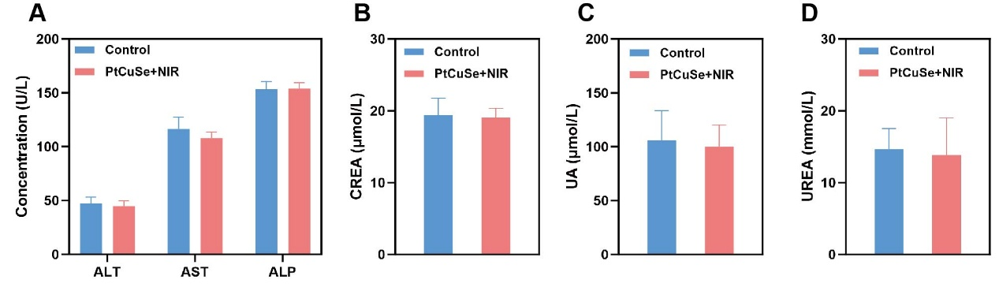 A
200
150
100
50
0
Concentration (U/L)
Control
PtCuSe+NIR
ALT AST ALP
B
30
20
10
0
CREA (μmol/L)
Control
PtCuSe+NIR
C
200
150
100
50
0
UA (μmol/L)
Control
PtCuSe+NIR
D
30
20
10
0
UREA (mmol/L)
Control
PtCuSe+NIR